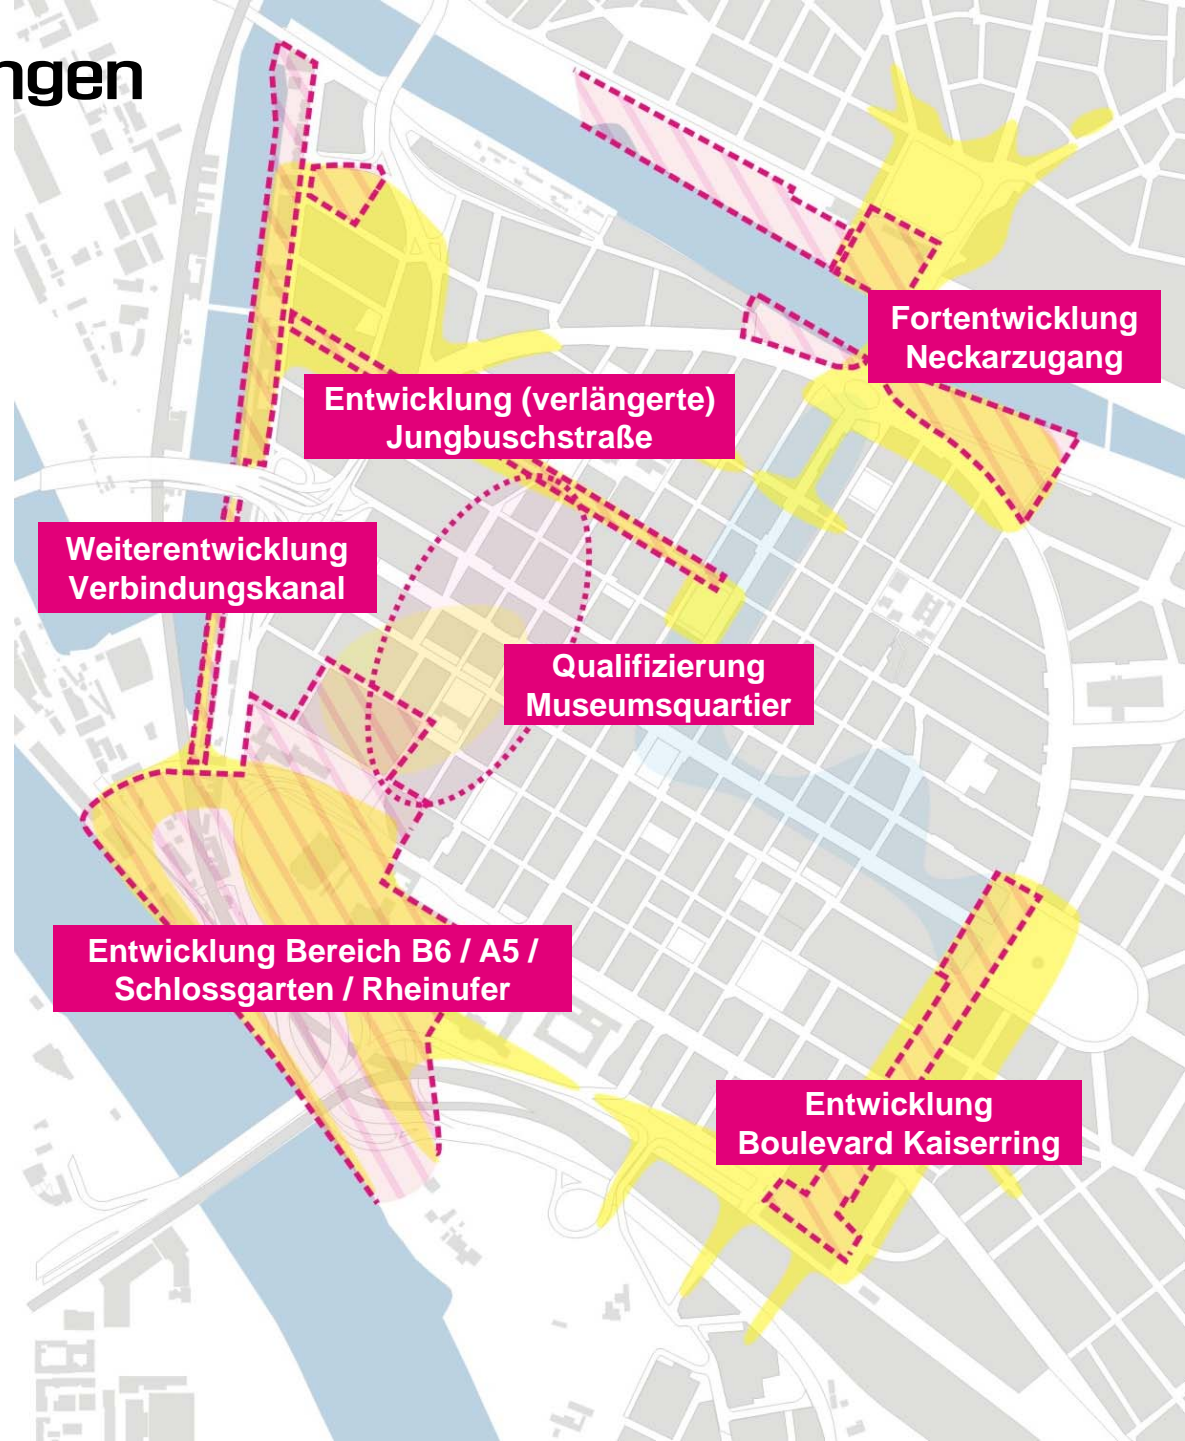 ngen
Fortentwicklung
Neckarzugang
Entwicklung (verlängerte)
Jungbuschstraße
Weiterentwicklung
Verbindungskanal
Qualifizierung
Museumsquartier
Entwicklung Bereich B6 / A5 /
Schlossgarten / Rheinufer
Entwicklung
Boulevard Kaiserring